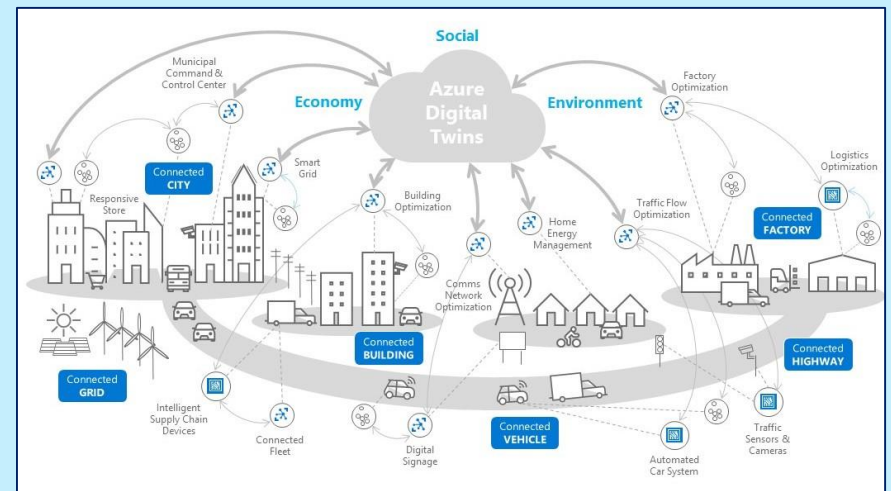 Social
Municipal
Command &
Control Center
Economy
Azure
Digital
Twins
Environment
Factory
Optimization
Connected
CITY
Smart
Grid
Responsive
Store
Building
Optimization
Home
Energy
Management
Traffic Flow
Optimization
Logistics
Optimization
Connected
FACTORY
Comms
Network
Optimization
Connected
GRID
Connected
BUILDING
Connected
HIGHWAY
Intelligent
Supply Chain
Devices
Connected
Fleet
Digital
Signage
Connected
VEHICLE
Automated
Car System
Traffic
Sensors &
Cameras